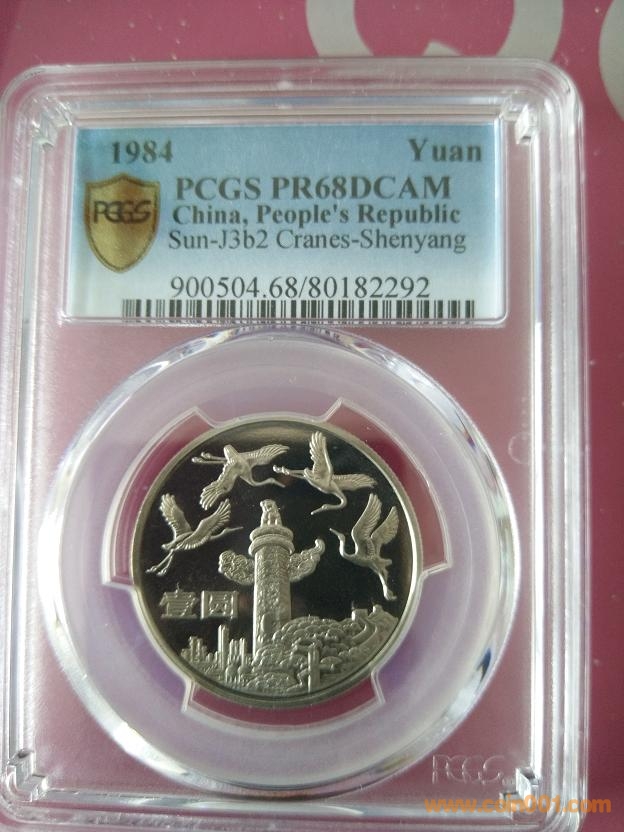 1984 Yuan
PCGS
PCGS PR68DCAM
China, People's Republic
Sun-J3b2 Cranes-Shenyang
900504.68/80182292
壹圆
PCGS
www.coin001.com